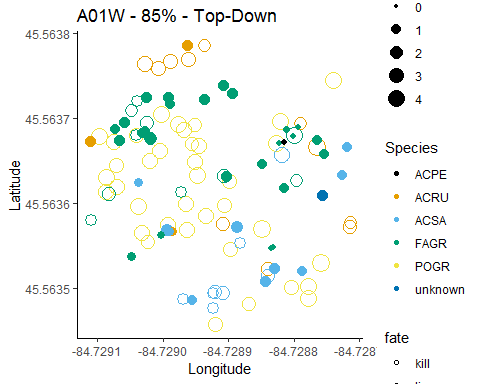 A01W - 85% - Top-Down
45.5638
45.5637
45.5636
45.5635
Latitude
-84.7291
-84.7290
-84.7289
-84.7288
-84.728
Longitude
0
1
2
3
4
Species
ACPE
ACRU
ACSA
FAGR
POGR
unknown
fate
kill